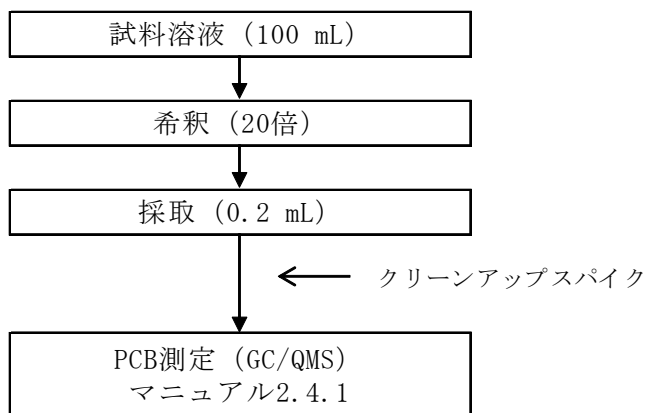 試料溶液 (100 mL)
希釈 (20倍)
採取 (0.2 mL)
クリーンアップスパイク
PCB測定 (GC/QMS)
マニュアル2.4.1